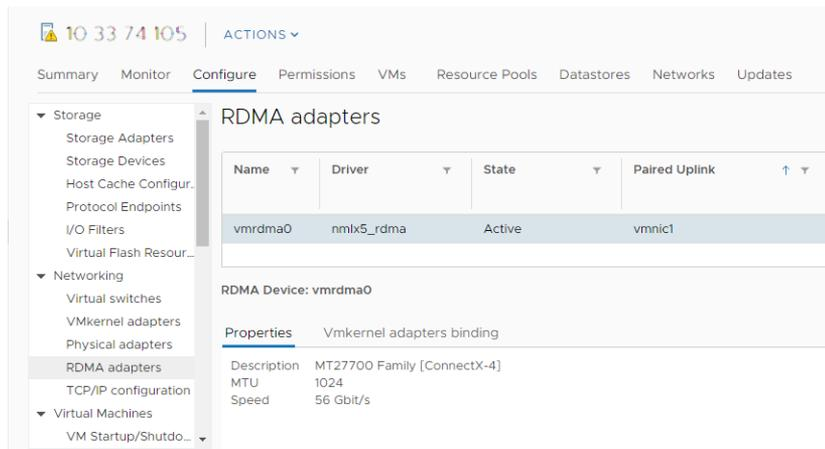 10 33 74 105 ACTIONS
Summary Monitor Configure Permissions VMs Resource Pools Datastores Networks Updates
Storage
Storage Adapters
Storage Devices
Host Cache Configur..
Protocol Endpoints
I/O Filters
Virtual Flash Resour...
Networking
Virtual switches
VMkernel adapters
Physical adapters
RDMA adapters
TCP/IP configuration
Virtual Machines
VM Startup/Shutdo...
RDMA adapters
Name Driver State Paired Uplink
vmrdma0 nmlx5_rdma Active vmnic1
RDMA Device: vmrdma0
Properties Vmkernel adapters binding
Description MT27700 Family [ConnectX-4]
MTU 1024
Speed 56 Gbit/s